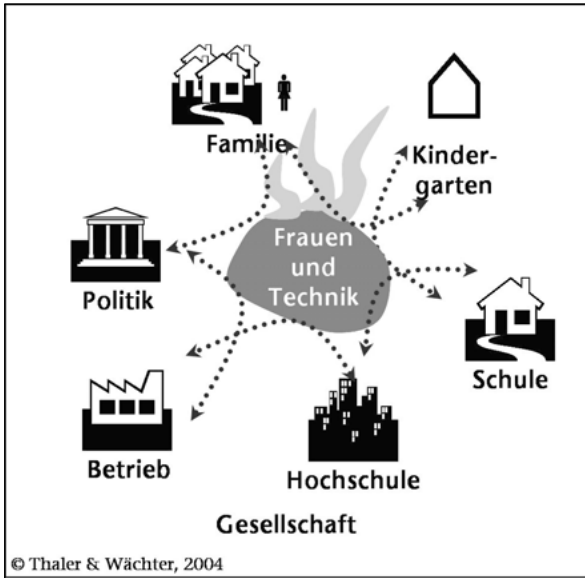 Familie
Kinder-
garten
Frauen
und
Technik
Politik
Schule
Betrieb
Hochschule
Gesellschaft
© Thaler & Wächter, 2004